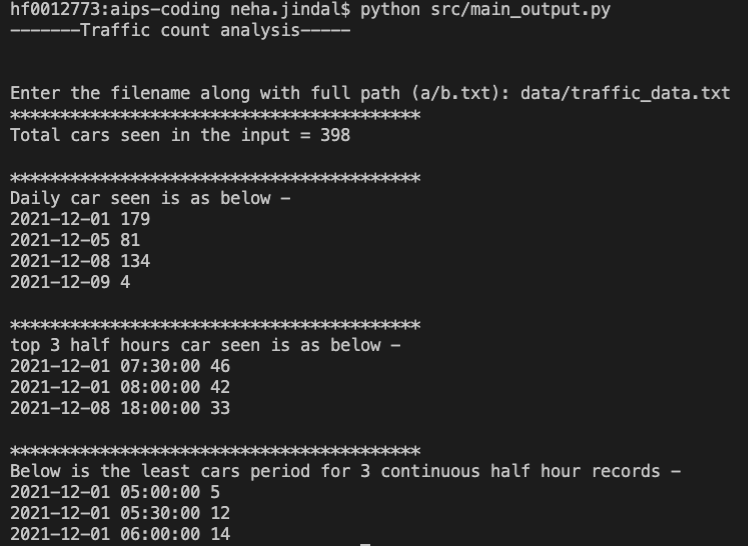 hf0012773:aips-coding neha.jindal$ python src/main_output.py
-------Traffic count analysis-----
Enter the filename along with full path (a/b.txt): data/traffic_data.txt
*****************************************
Total cars seen in the input = 398
*****************************************
Daily car seen is as below -
2021-12-01 179
2021-12-05 81
2021-12-08 134
2021-12-09 4
*****************************************
top 3 half hours car seen is as below -
2021-12-01 07:30:00 46
2021-12-01 08:00:00 42
2021-12-08 18:00:00 33
*****************************************
Below is the least cars period for 3 continuous half hour records -
2021-12-01 05:00:00 5
2021-12-01 05:30:00 12
2021-12-01 06:00:00 14